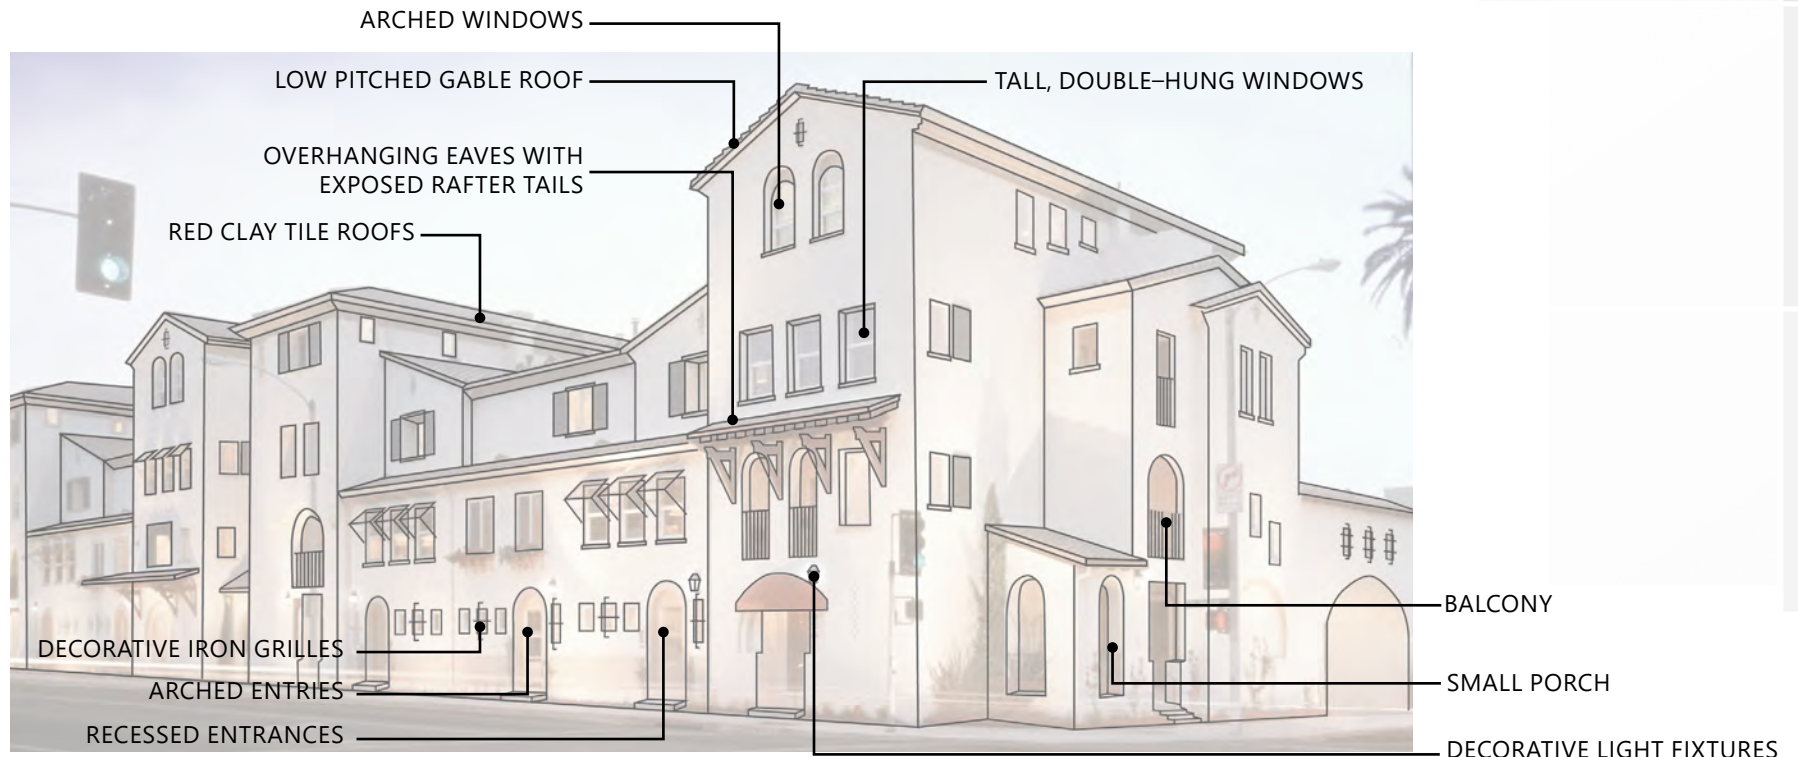 ARCHED WINDOWS
LOW PITCHED GABLE ROOF
TALL, DOUBLE–HUNG WINDOWS
OVERHANGING EAVES WITH
EXPOSED RAFTER TAILS
RED CLAY TILE ROOFS
DECORATIVE IRON GRILLES
ARCHED ENTRIES
RECESSED ENTRANCES
BALCONY
SMALL PORCH
DECORATIVE LIGHT FIXTURES